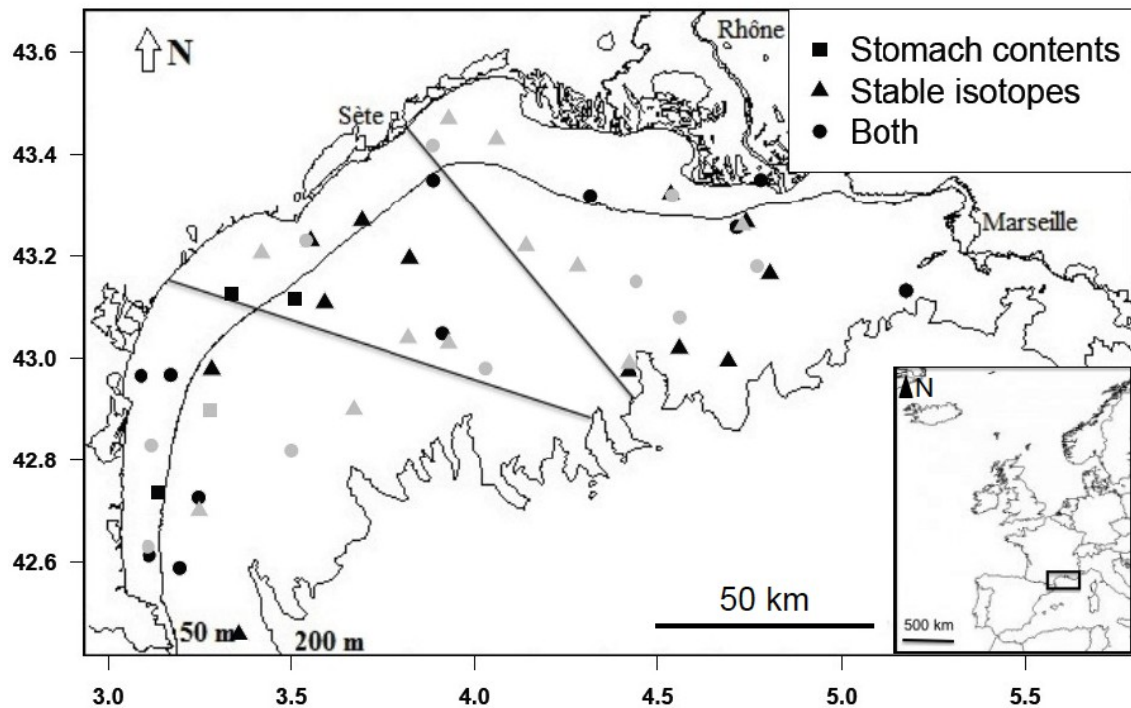 43.6
43.4
43.2
43.0
42.8
42.6
N
Rhône
Stomach contents
Stable isotopes
Both
Sète
Marseille
N
50 km
500 km
50 m
200 m
3.0 3.5 4.0 4.5 5.0 5.5